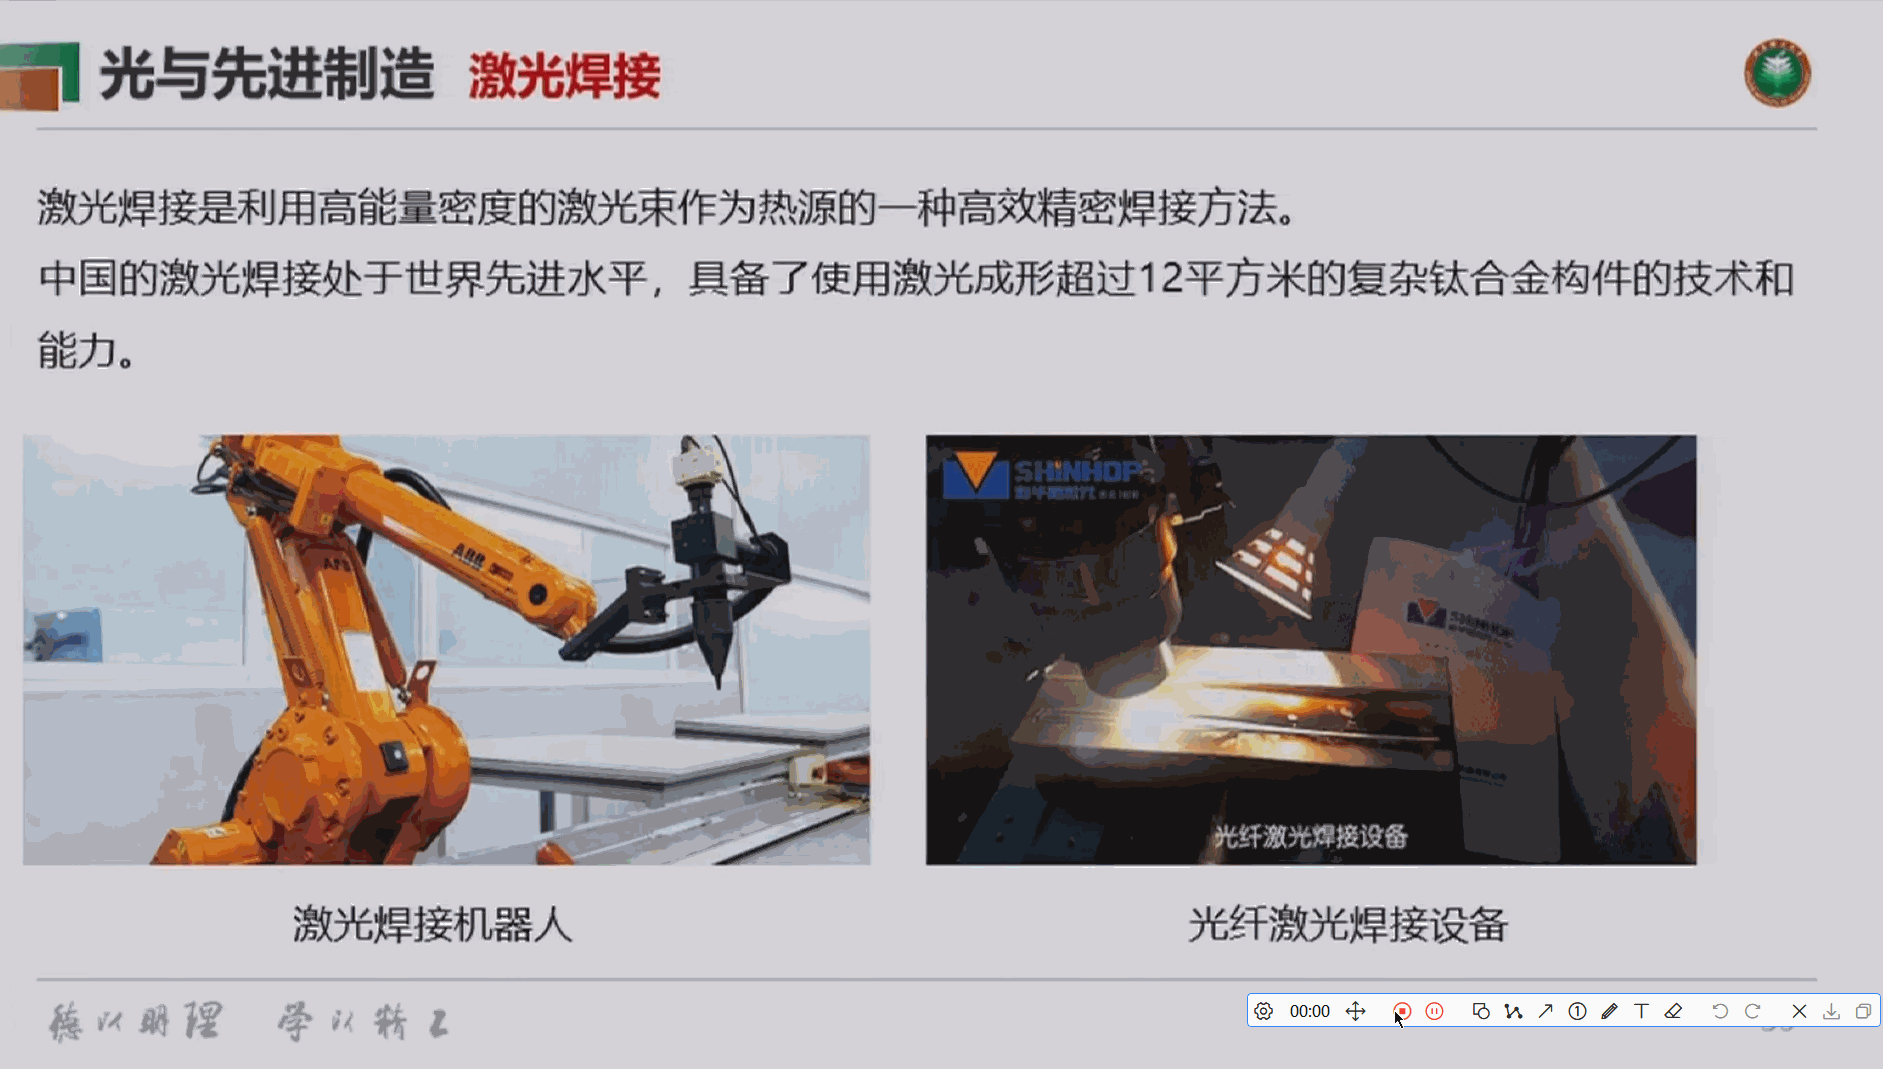 光与先进制造 激光焊接
激光焊接是利用高能量密度的激光束作为热源的一种高效精密焊接方法。
中国的激光焊接处于世界先进水平，具备了使用激光成形超过12平方米的复杂钛合金构件的技术和
能力。
ABB
SHINHOP
SHINHOP
光纤激光焊接设备
激光焊接机器人
光纤激光焊接设备
德以明理 学以精工
00:00